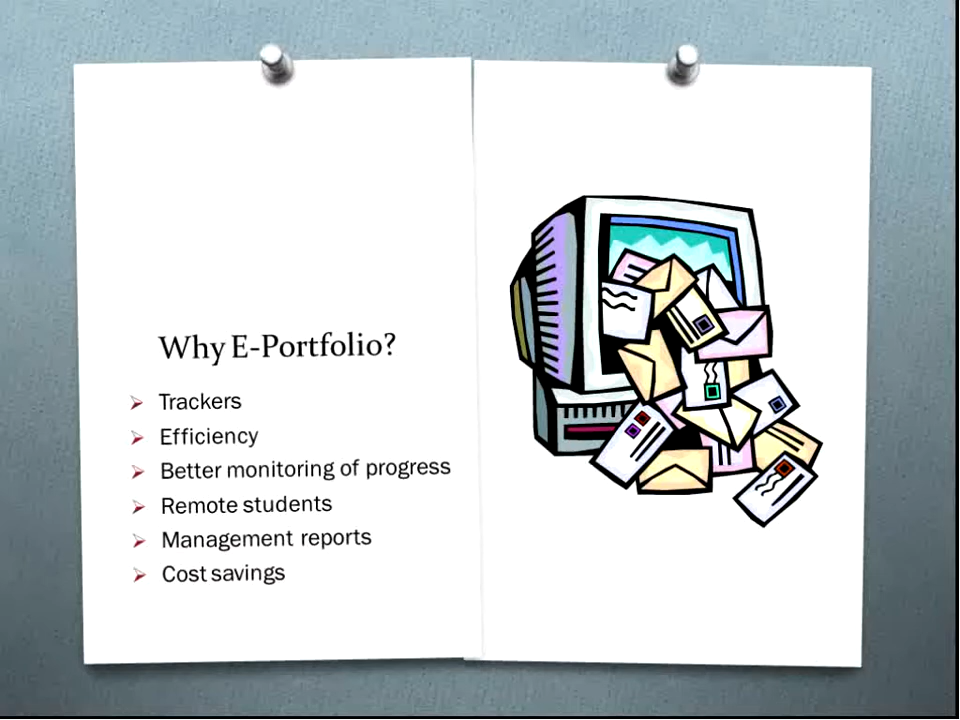 Why E-Portfolio?
Trackers
Efficiency
Better monitoring of progress
Remote students
Management reports
Cost savings